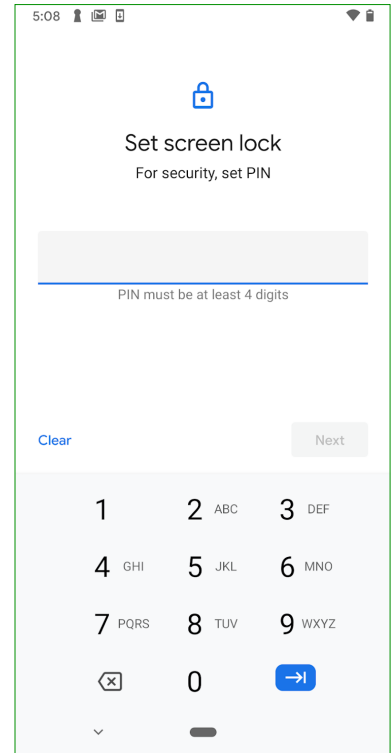 5:08
Set screen lock
For security, set PIN
PIN must be at least 4 digits
Clear Next
1 2 ABC 3 DEF
4 GHI 5 JKL 6 MNO
7 PQRS 8 TUV 9 WXYZ
0